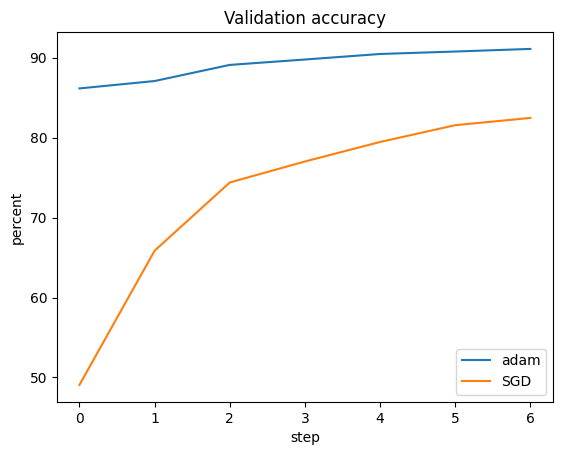 Validation accuracy
percent
90
80
70
60
50
0 1 2 3 4 5 6
step
adam
SGD